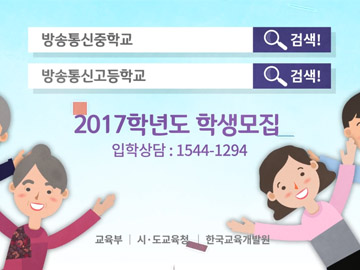 방송통신중학교 검색!
방송통신고등학교 검색!
2017학년도 학생모집
입학상담 : 1544-1294
교육부 | 시·도교육청 | 한국교육개발원